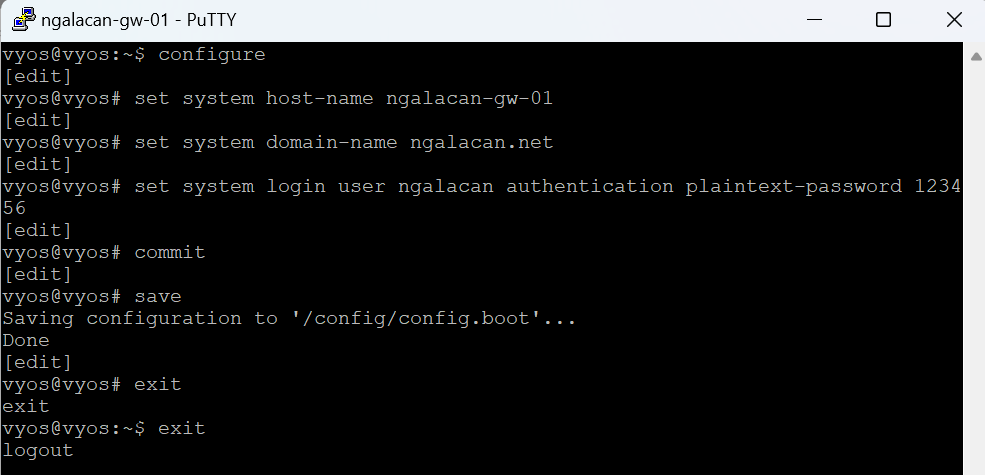 ngalacan-gw-01 - PuTTY
vyos@vyos:~$ configure
[edit]
vyos@vyos# set system host-name ngalacan-gw-01
[edit]
vyos@vyos# set system domain-name ngalacan.net
[edit]
vyos@vyos# set system login user ngalacan authentication plaintext-password 1234
56
[edit]
vyos@vyos# commit
[edit]
vyos@vyos# save
Saving configuration to '/config/config.boot'...
Done
[edit]
vyos@vyos# exit
exit
vyos@vyos:~$ exit
logout